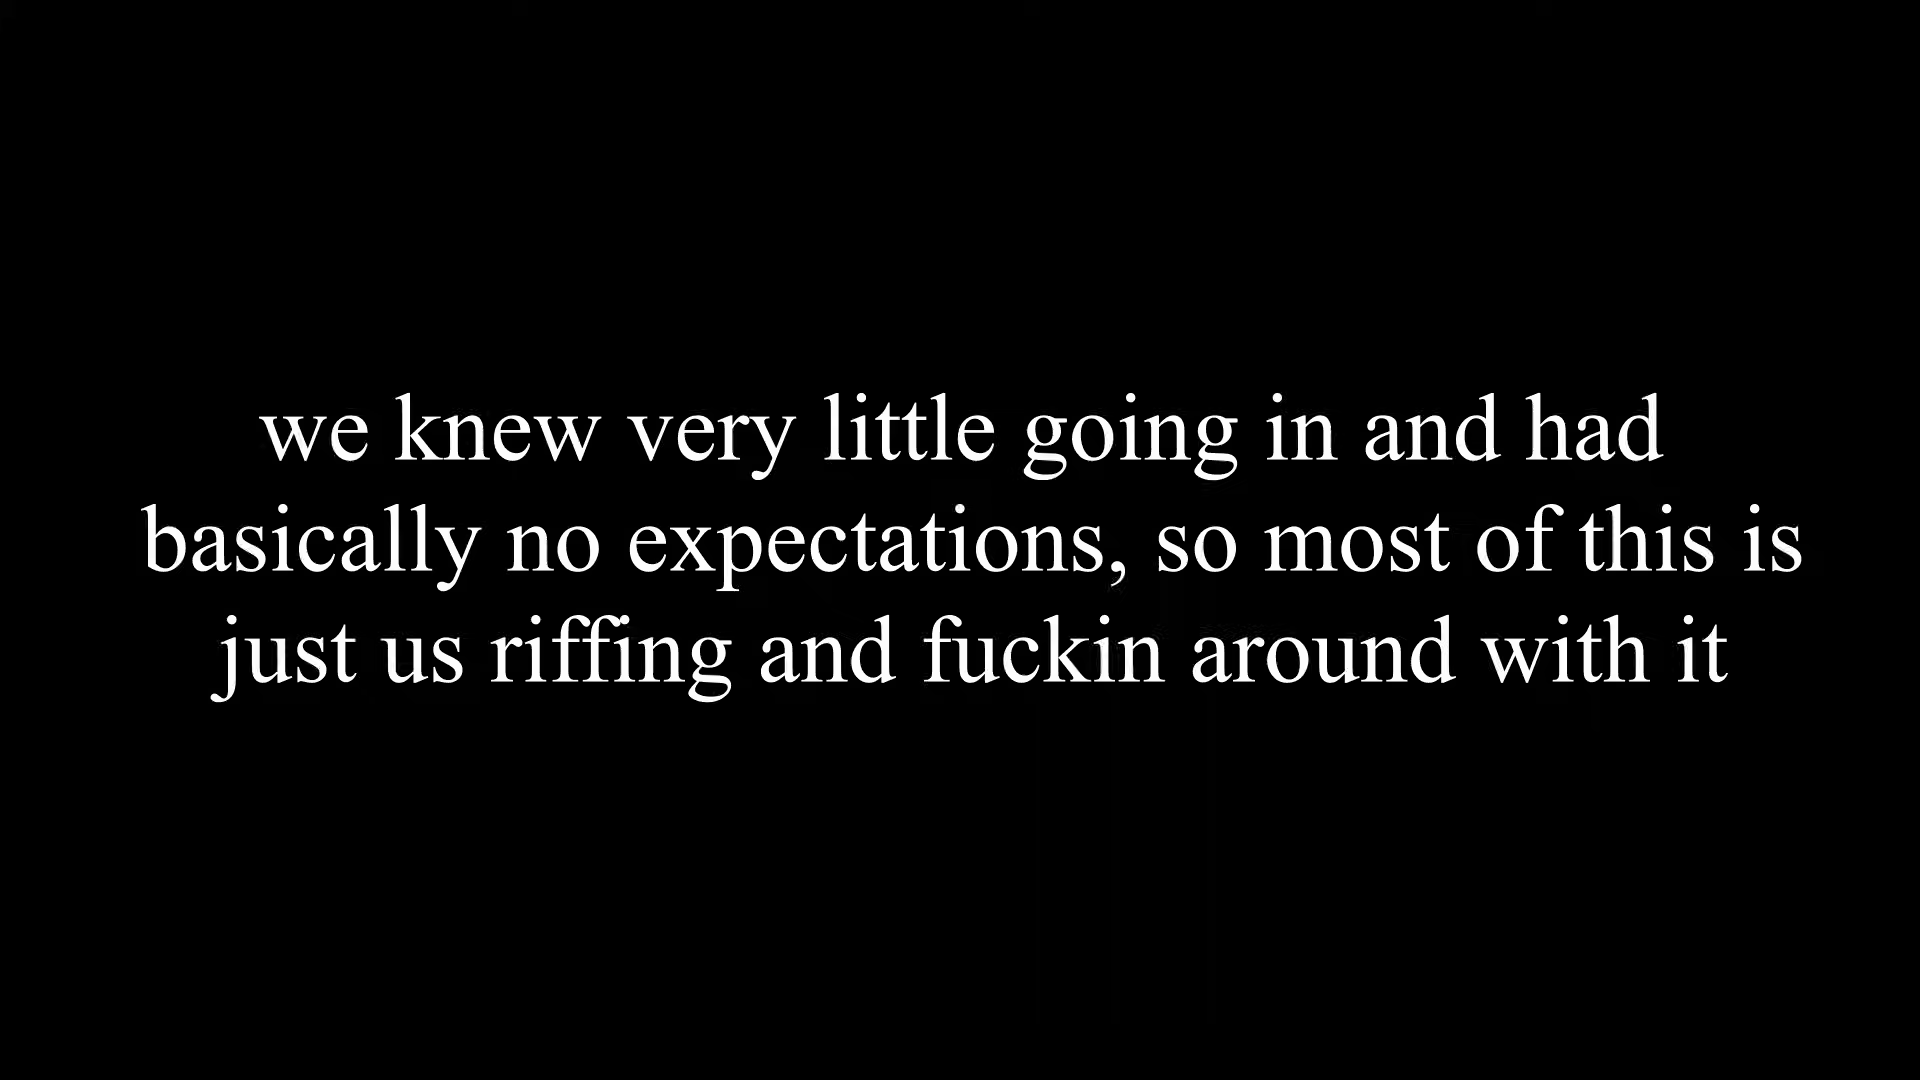 we knew very little going in and had
basically no expectations, so most of this is
just us riffing and fuckin around with it